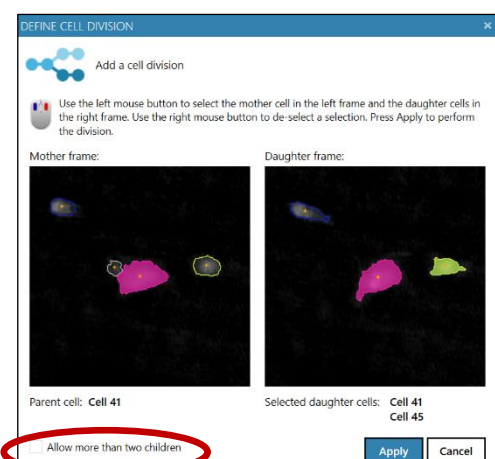 DEFINE CELL DIVISION
Add a cell division
Use the left mouse button to select the mother cell in the left frame and the daughter cells in
the right frame. Use the right mouse button to de-select a selection. Press Apply to perform
the division.
Mother frame:
Daughter frame:
Parent cell: Cell 41
Selected daughter cells: Cell 41
Cell 45
Allow more than two children
Apply
Cancel